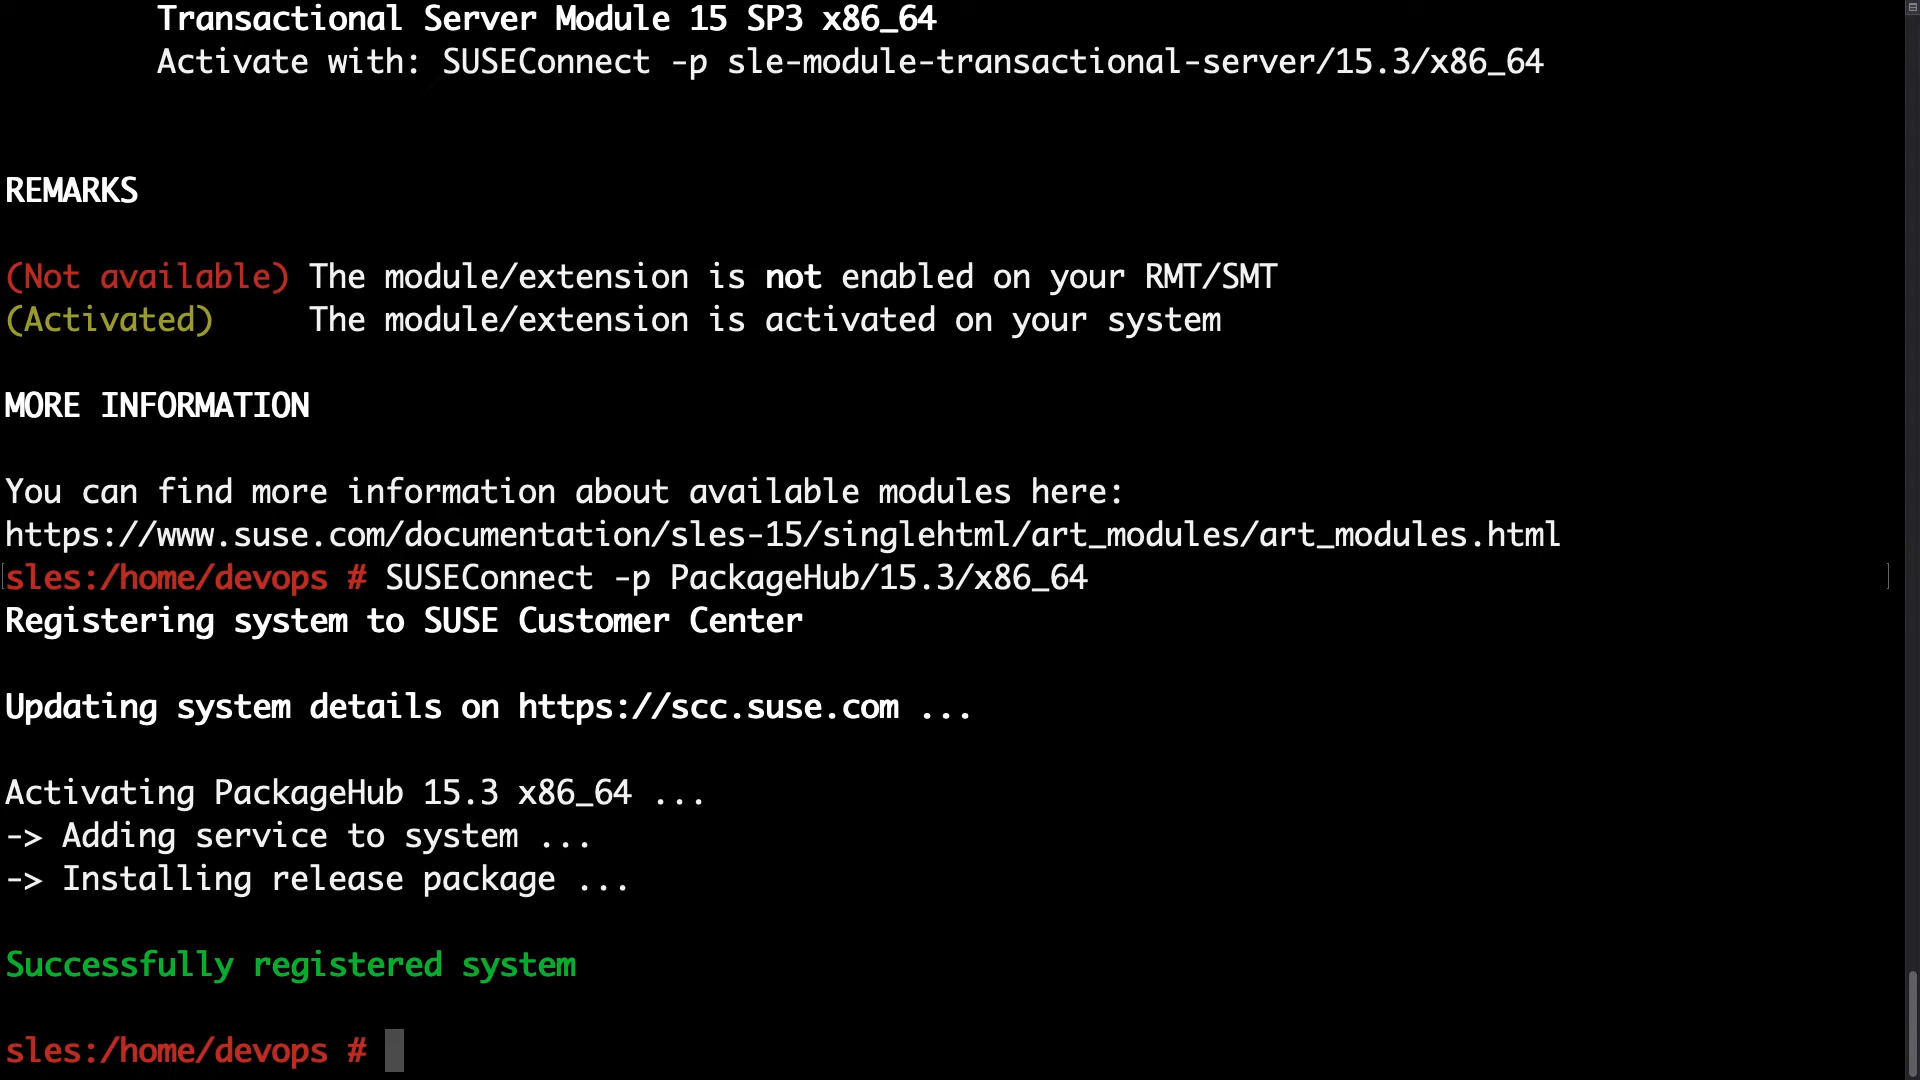 Transactional Server Module 15 SP3 x86_64
Activate with: SUSEConnect -p sle-module-transactional-server/15.3/x86_64
REMARKS
(Not available) The module/extension is not enabled on your RMT/SMT
(Activated)     The module/extension is activated on your system
MORE INFORMATION
You can find more information about available modules here:
https://www.suse.com/documentation/sles-15/singlehtml/art_modules/art_modules.html
sles:/home/devops # SUSEConnect -p PackageHub/15.3/x86_64
Registering system to SUSE Customer Center
Updating system details on https://scc.suse.com ...
Activating PackageHub 15.3 x86_64 ...
-> Adding service to system ...
-> Installing release package ...
Successfully registered system
sles:/home/devops #